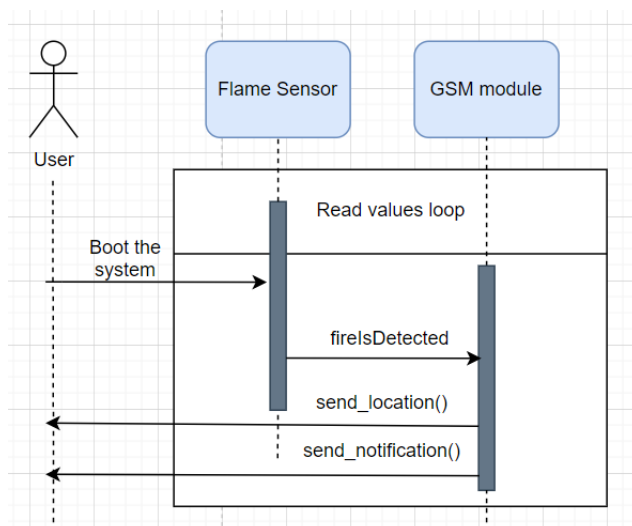 Flame Sensor
GSM module
User
Read values loop
Boot the
system
fireIsDetected
send_location()
send_notification()